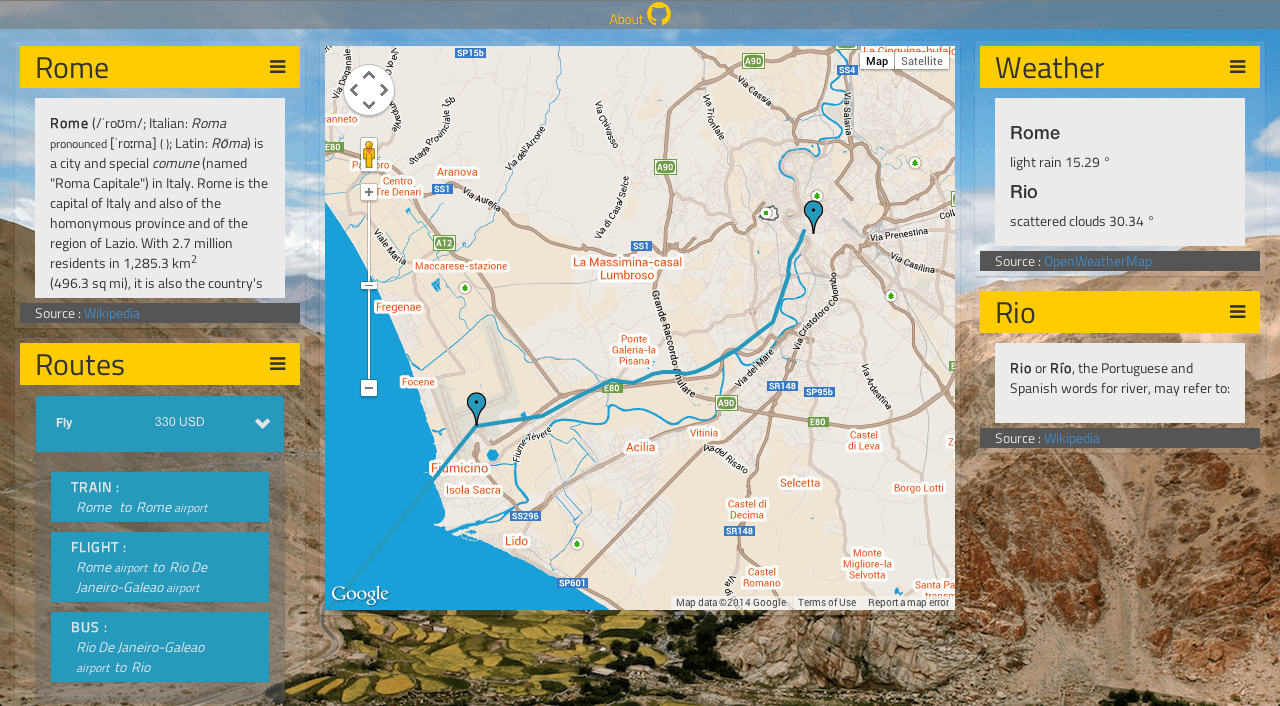 About
Rome
Rome (/ˈroʊm/; Italian: Roma
pronounced [ˈroːma] ( ); Latin: Rōma) is
a city and special comune (named
"Roma Capitale") in Italy. Rome is the
capital of Italy and also of the
homonymous province and of the
region of Lazio. With 2.7 million
residents in 1,285.3 km2
(496.3 sq mi), it is also the country's
Source : Wikipedia
Routes
Fly 330 USD
TRAIN :
Rome to Rome airport
FLIGHT :
Rome airport to Rio De
Janeiro-Galeao airport
BUS :
Rio De Janeiro-Galeao
airport to Rio
Map Satellite
SP15b
A90
SS4
Via Cassia
Via Salaria
Via Trionfale
Via Chivasso
Via dell'Arrone
Strada Provinciale 15b
E80
Aranova
A90
Centro
Tre Denari
SS1
Via Aurelia
Via di Casal Selce
A12
Viale Maria
SS1
Via Prenestina
Maccarese-stazione
La Massimina-casal
Lumbroso
Via Casilina
Fregenae
Grande Raccordo Anulare
Via Cristoforo Colombo
Ponte
Galeria-la
Pisana
Via del Mare
Focene
E80
SR148
SP95b
Via Ardeatina
A90
E80
Fiume Tevere
Vitinia
Acilia
Castel
di Leva
Via del Risaro
Fiumicino
Isola Sacra
Selcetta
Borgo Lotti
SS296
Castel di
Decima
SR148
Lido
Monte
Migliore-la
Selvotta
Castel
Romano
SP601
Santa Pa
Google
Map data ©2014 Google Terms of Use Report a map error
Weather
Rome
light rain 15.29 °
Rio
scattered clouds 30.34 °
Source : OpenWeatherMap
Rio
Rio or Río, the Portuguese and
Spanish words for river, may refer to:
Source : Wikipedia